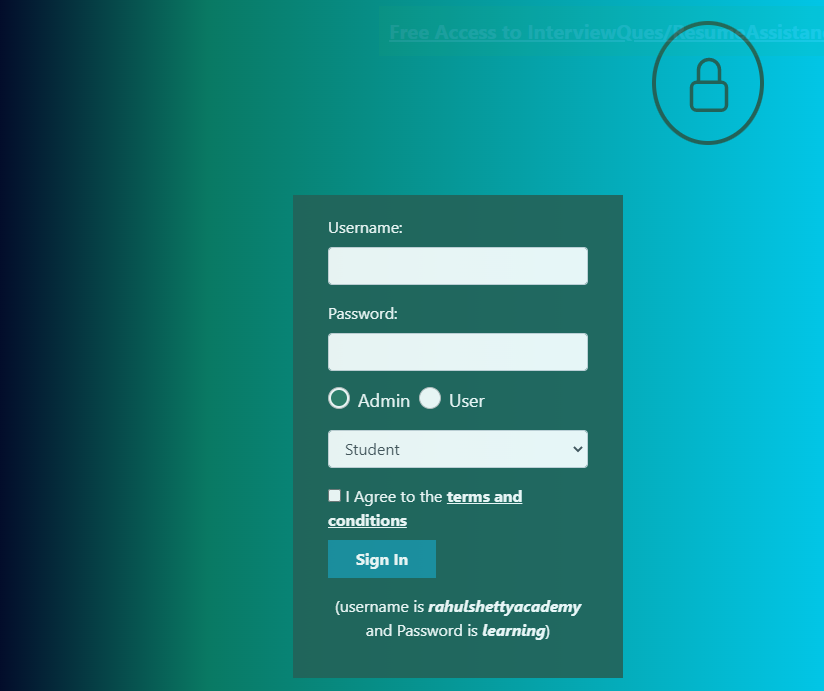 Free Access to InterviewQues/ResumeAssistan
Username:
Password:
Admin User
Student
I Agree to the terms and
conditions
Sign In
(username is rahulshettyacademy
and Password is learning)